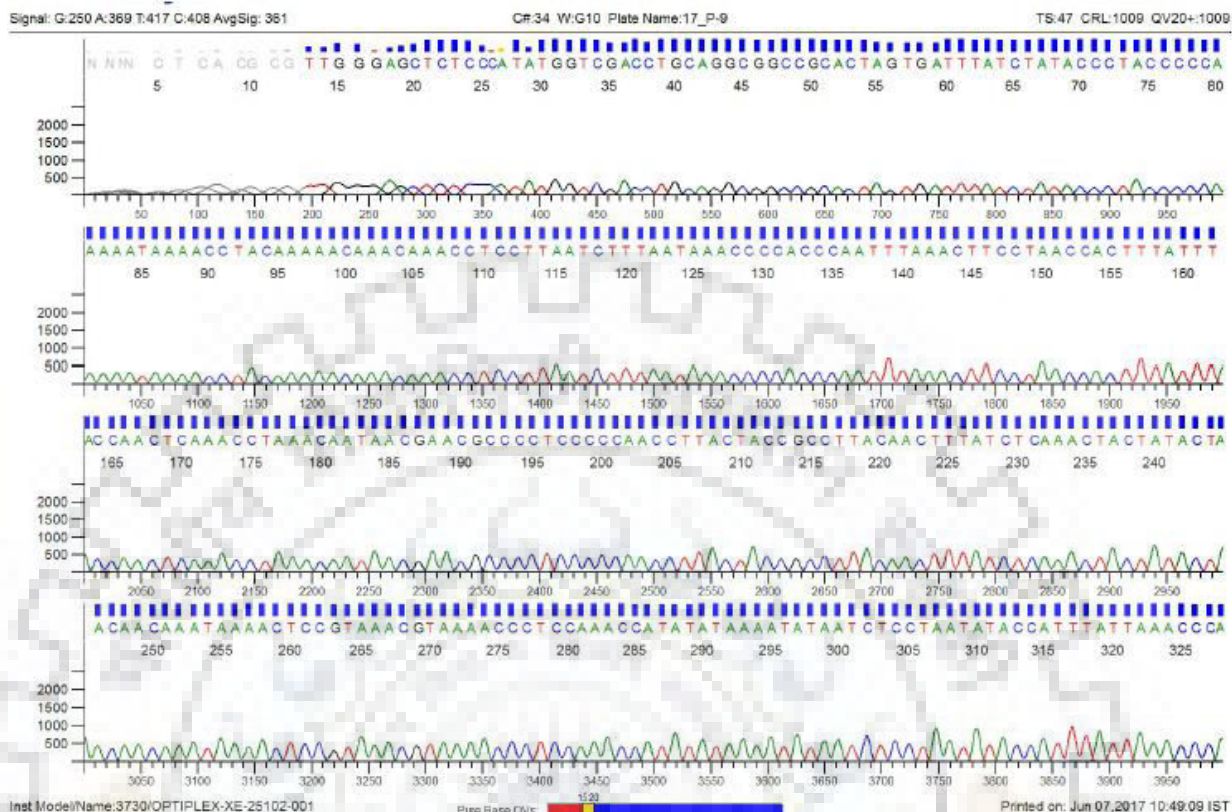 Signal: G:250 A:369 T:417 C:408 AvgSig: 361 C#:34 W:G10 Plate Name:17_P-9 TS:47 CRL:1009 QV20+:1009
N NNN C T C A C G C G T T G G G A G C T C T C C C A T A T G G T C G A C C T G C A G G C G G C C G C A C T A G T G A T T T A T C T A T A C C C T A C C C C C A
5 10 15 20 25 30 35 40 45 50 55 60 65 70 75 80
2000
1500
1000
500
50 100 150 200 250 300 350 400 450 500 550 600 650 700 750 800 850 900 950
AAAATAAAACC TACAAAAACAAACAAACCTCCTTAATCTTTAATAAACCCCACCCAATTTAAACTTCCTAACCACTTTATTT
85 90 95 100 105 110 115 120 125 130 135 140 145 150 155 160
2000
1500
1000
500
1050 1100 1150 1200 1250 1300 1350 1400 1450 1500 1550 1600 1650 1700 1750 1800 1850 1900 1950
ACCAACTCAAACCTAAACAATAACGAACGCCCCTCCCCCAACCTTACTACCGCCTTACAACTTTATCTCAAACTACTATACTA
165 170 175 180 185 190 195 200 205 210 215 220 225 230 235 240
2000
1500
1000
500
2050 2100 2150 2200 2250 2300 2350 2400 2450 2500 2550 2600 2650 2700 2750 2800 2850 2900 2950
ACAACAAATAAAACTCCGTAAACGTAAAACCCTCCAAACCATATATAAAATATAATCTCCTAATATACCATTTATTAAACCCA
250 255 260 265 270 275 280 285 290 295 300 305 310 315 320 325
2000
1500
1000
500
3050 3100 3150 3200 3250 3300 3350 3400 3450 3500 3550 3600 3650 3700 3750 3800 3850 3900 3950
Inst Model/Name:3730/OPTIPLEX-XE-25102-001 Pure Base QVs: 15 20 Printed on: Jun 07,2017 10:49:09 IST